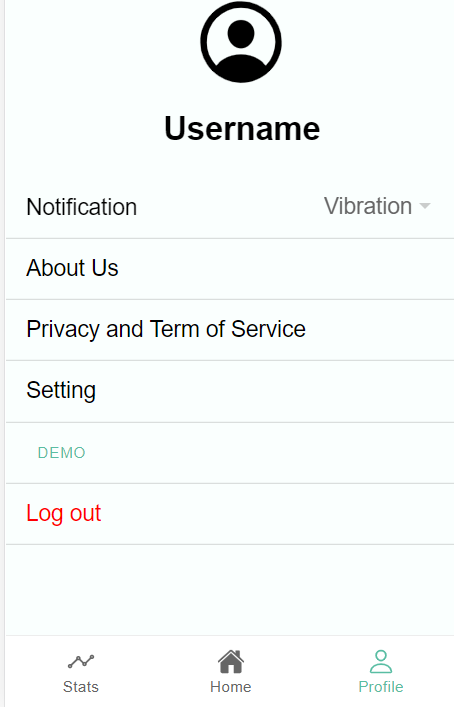 Username
Notification Vibration
About Us
Privacy and Term of Service
Setting
DEMO
Log out
Stats Home Profile